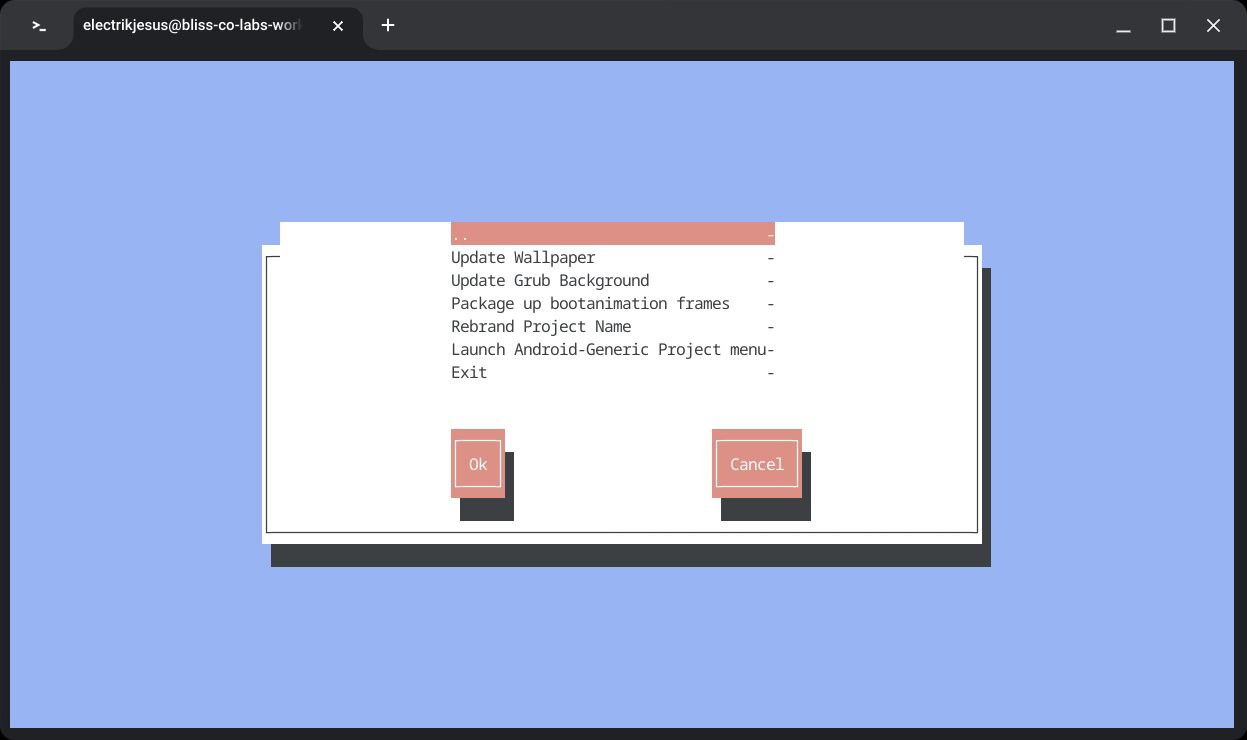 >_ electrikjesus@bliss-co-labs-wor
.. -
Update Wallpaper -
Update Grub Background -
Package up bootanimation frames -
Rebrand Project Name -
Launch Android-Generic Project menu-
Exit -
Ok Cancel